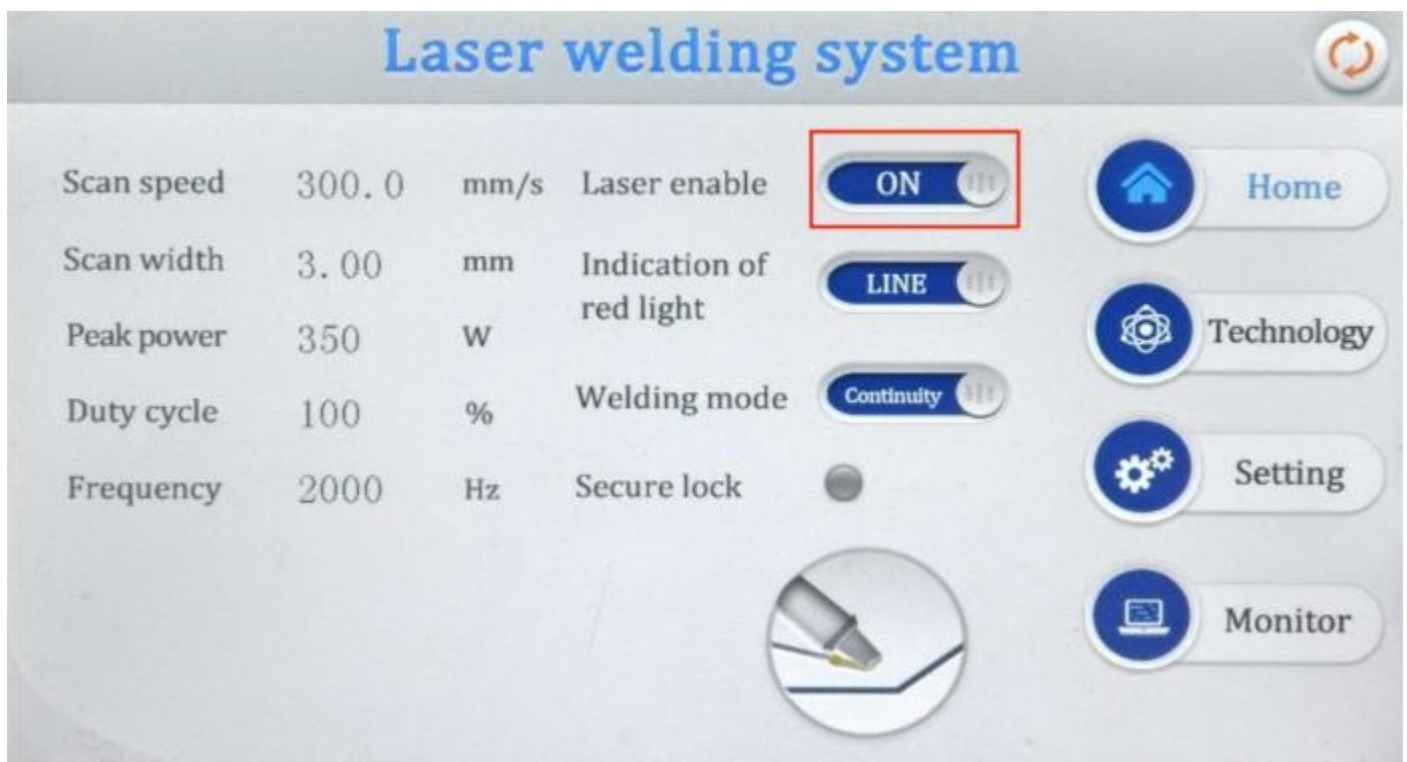 Laser welding system
Scan speed 300.0 mm/s Laser enable ON
Scan width 3.00 mm Indication of red light LINE
Peak power 350 W
Duty cycle 100 % Welding mode Continuity
Frequency 2000 Hz Secure lock
Home
Technology
Setting
Monitor